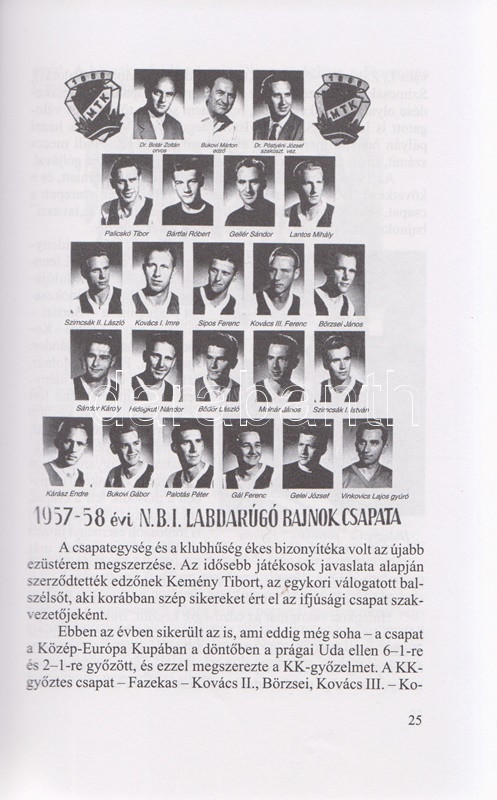 1888
MTK
1888
MTK
Dr. Botár Zoltán
orvos
Bukovi Márton
edző
Dr. Pöstyéni József
szakoszt. vez.
Palicskó Tibor
Bártfai Róbert
Gellér Sándor
Lantos Mihály
Szimcsák II. László
Kovács I. Imre
Sipos Ferenc
Kovács III. Ferenc
Börzsei János
Sándor Károly
Hidegkuti Nándor
Bödör László
Molnár János
Szimcsák I. István
darabanth
Kárász Endre
Bukovi Gábor
Palotás Péter
Gál Ferenc
Gelei József
Vinkovics Lajos gyúró
1957-58 évi N.B.I. LABDARÚGÓ BAJNOK CSAPATA
A csapategység és a klubhűség ékes bizonyítéka volt az újabb
ezüstérem megszerzése. Az idősebb játékosok javaslata alapján
szerződtették edzőnek Kemény Tibort, az egykori válogatott bal-
szélsőt, aki korábban szép sikereket ért el az ifjúsági csapat szak-
vezetőjeként.
Ebben az évben sikerült az is, ami eddig még soha – a csapat
a Közép-Európa Kupában a döntőben a prágai Uda ellen 6–1-re
és 2–1-re győzött, és ezzel megszerezte a KK-győzelmet. A KK-
győztes csapat – Fazekas – Kovács II., Börzsei, Kovács III. – Ko-
25